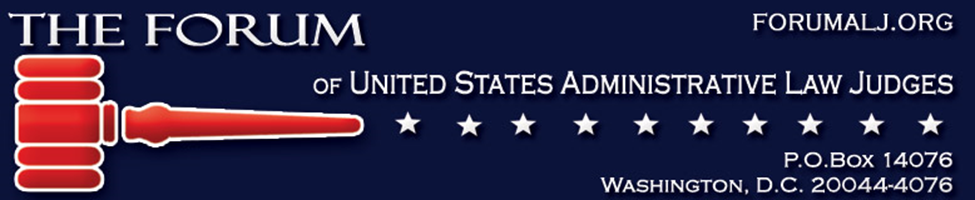 THE FORUM
FORUMALJ.ORG
OF UNITED STATES ADMINISTRATIVE LAW JUDGES
P.O.BOX 14076
WASHINGTON, D.C. 20044-4076